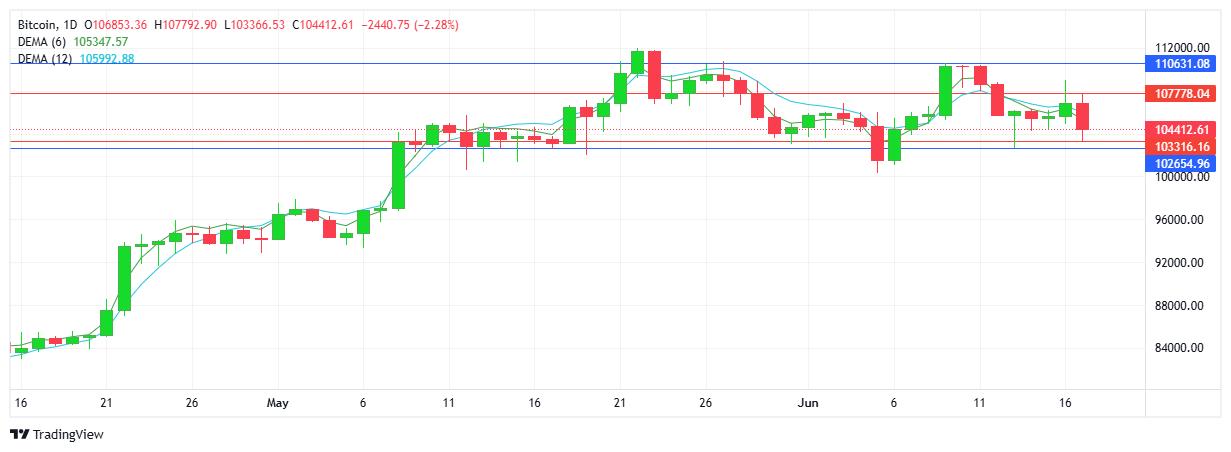 Bitcoin, 1D O106853.36 H107792.90 L103366.53 C104412.61 −2440.75 (−2.28%)
DEMA (6) 105347.57
DEMA (12) 105992.88
112000.00
110631.08
107778.04
104412.61
103316.16
102654.96
100000.00
96000.00
92000.00
88000.00
84000.00
16 21 26 May 6 11 16 21 26 Jun 6 11 16
TradingView